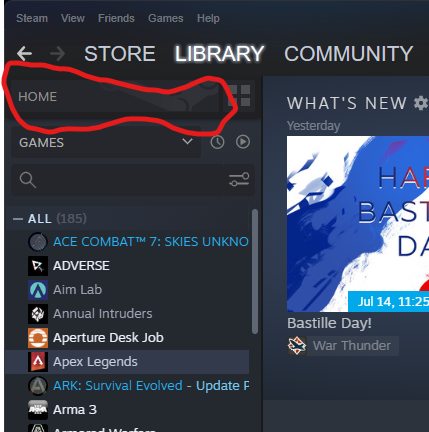 Steam View Friends Games Help
STORE LIBRARY COMMUNITY
HOME
GAMES
ALL (185)
ACE COMBAT™ 7: SKIES UNKNO
ADVERSE
Aim Lab
Annual Intruders
Aperture Desk Job
Apex Legends
ARK: Survival Evolved - Update P
Arma 3
Armored Warfare
WHAT'S NEW
Yesterday
BAST
DA
Jul 14, 11:25
Bastille Day!
War Thunder